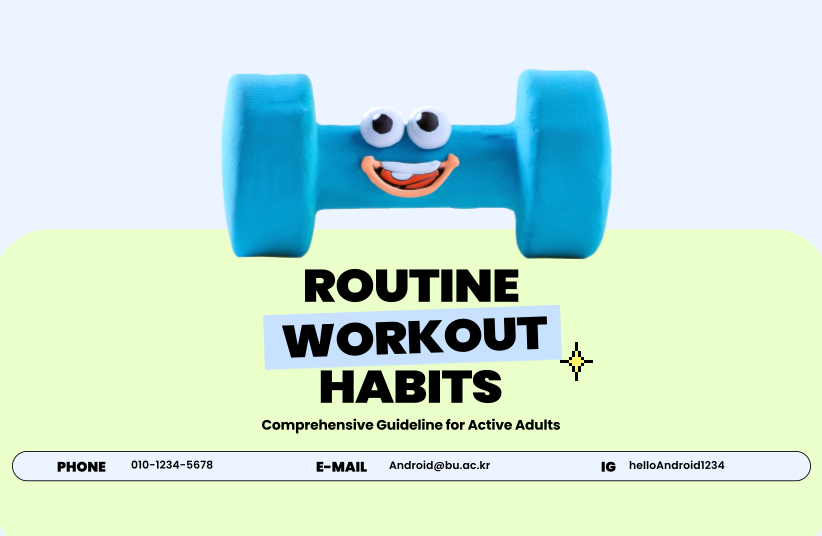 ROUTINE
WORKOUT
HABITS
Comprehensive Guideline for Active Adults
PHONE 010-1234-5678 E-MAIL Android@bu.ac.kr IG helloAndroid1234